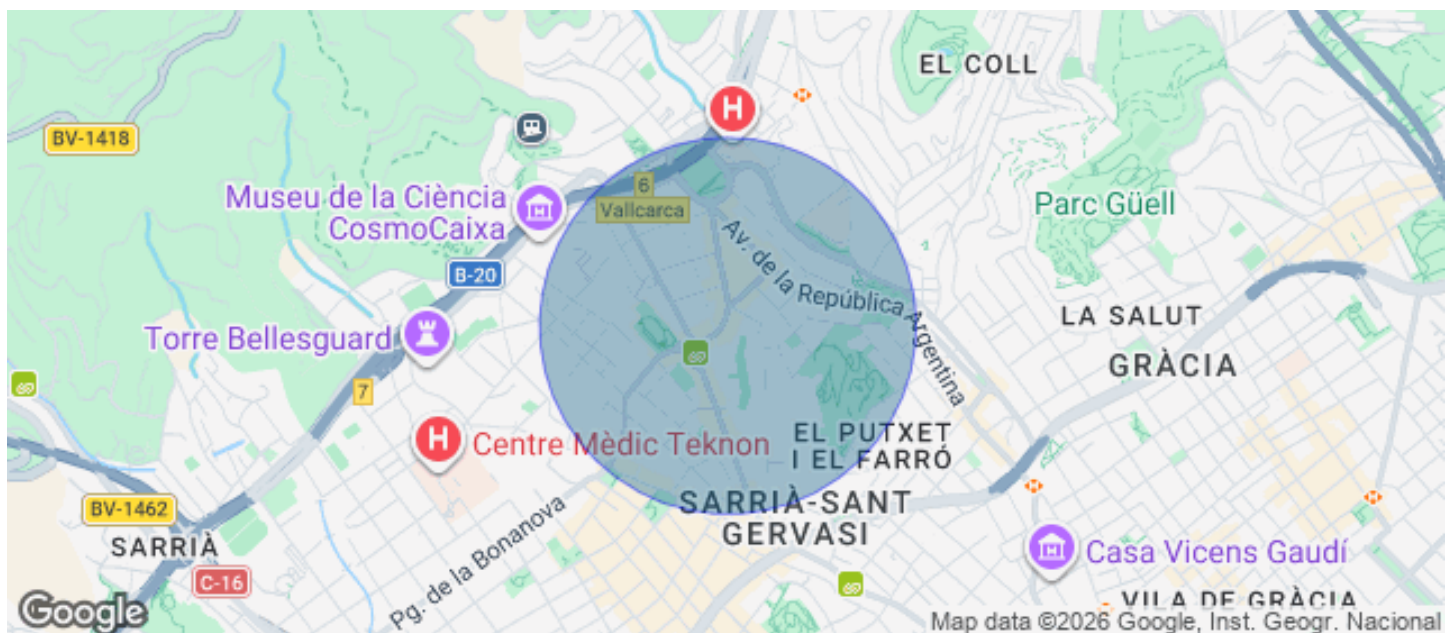 EL COLL
BV-1418
H
6
Vallcarca
Museu de la Ciència
CosmoCaixa
Parc Güell
B-20
Av. de la República Argentina
Torre Bellesguard
LA SALUT
GRÀCIA
7
H
Centre Mèdic Teknon
EL PUTXET
I EL FARRÓ
SARRIÀ-SANT
GERVASI
BV-1462
SARRIÀ
C-16
Pg. de la Bonanova
Casa Vicens Gaudí
VILA DE GRÀCIA
Google
Map data ©2026 Google, Inst. Geogr. Nacional